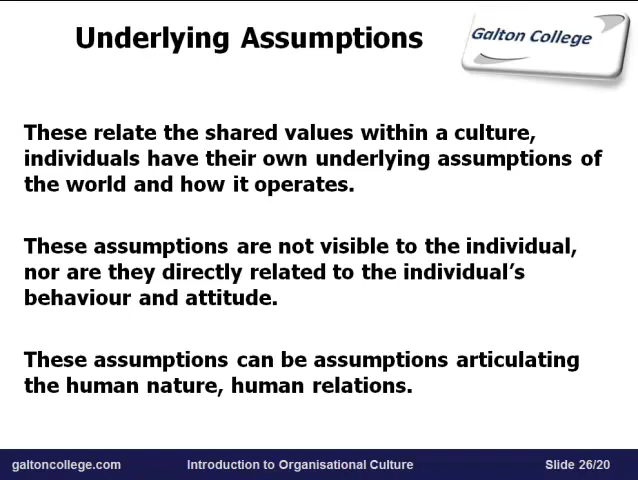 Underlying Assumptions
Galton College
These relate the shared values within a culture,
individuals have their own underlying assumptions of
the world and how it operates.
These assumptions are not visible to the individual,
nor are they directly related to the individual’s
behaviour and attitude.
These assumptions can be assumptions articulating
the human nature, human relations.
galtoncollege.com
Introduction to Organisational Culture
Slide 26/20